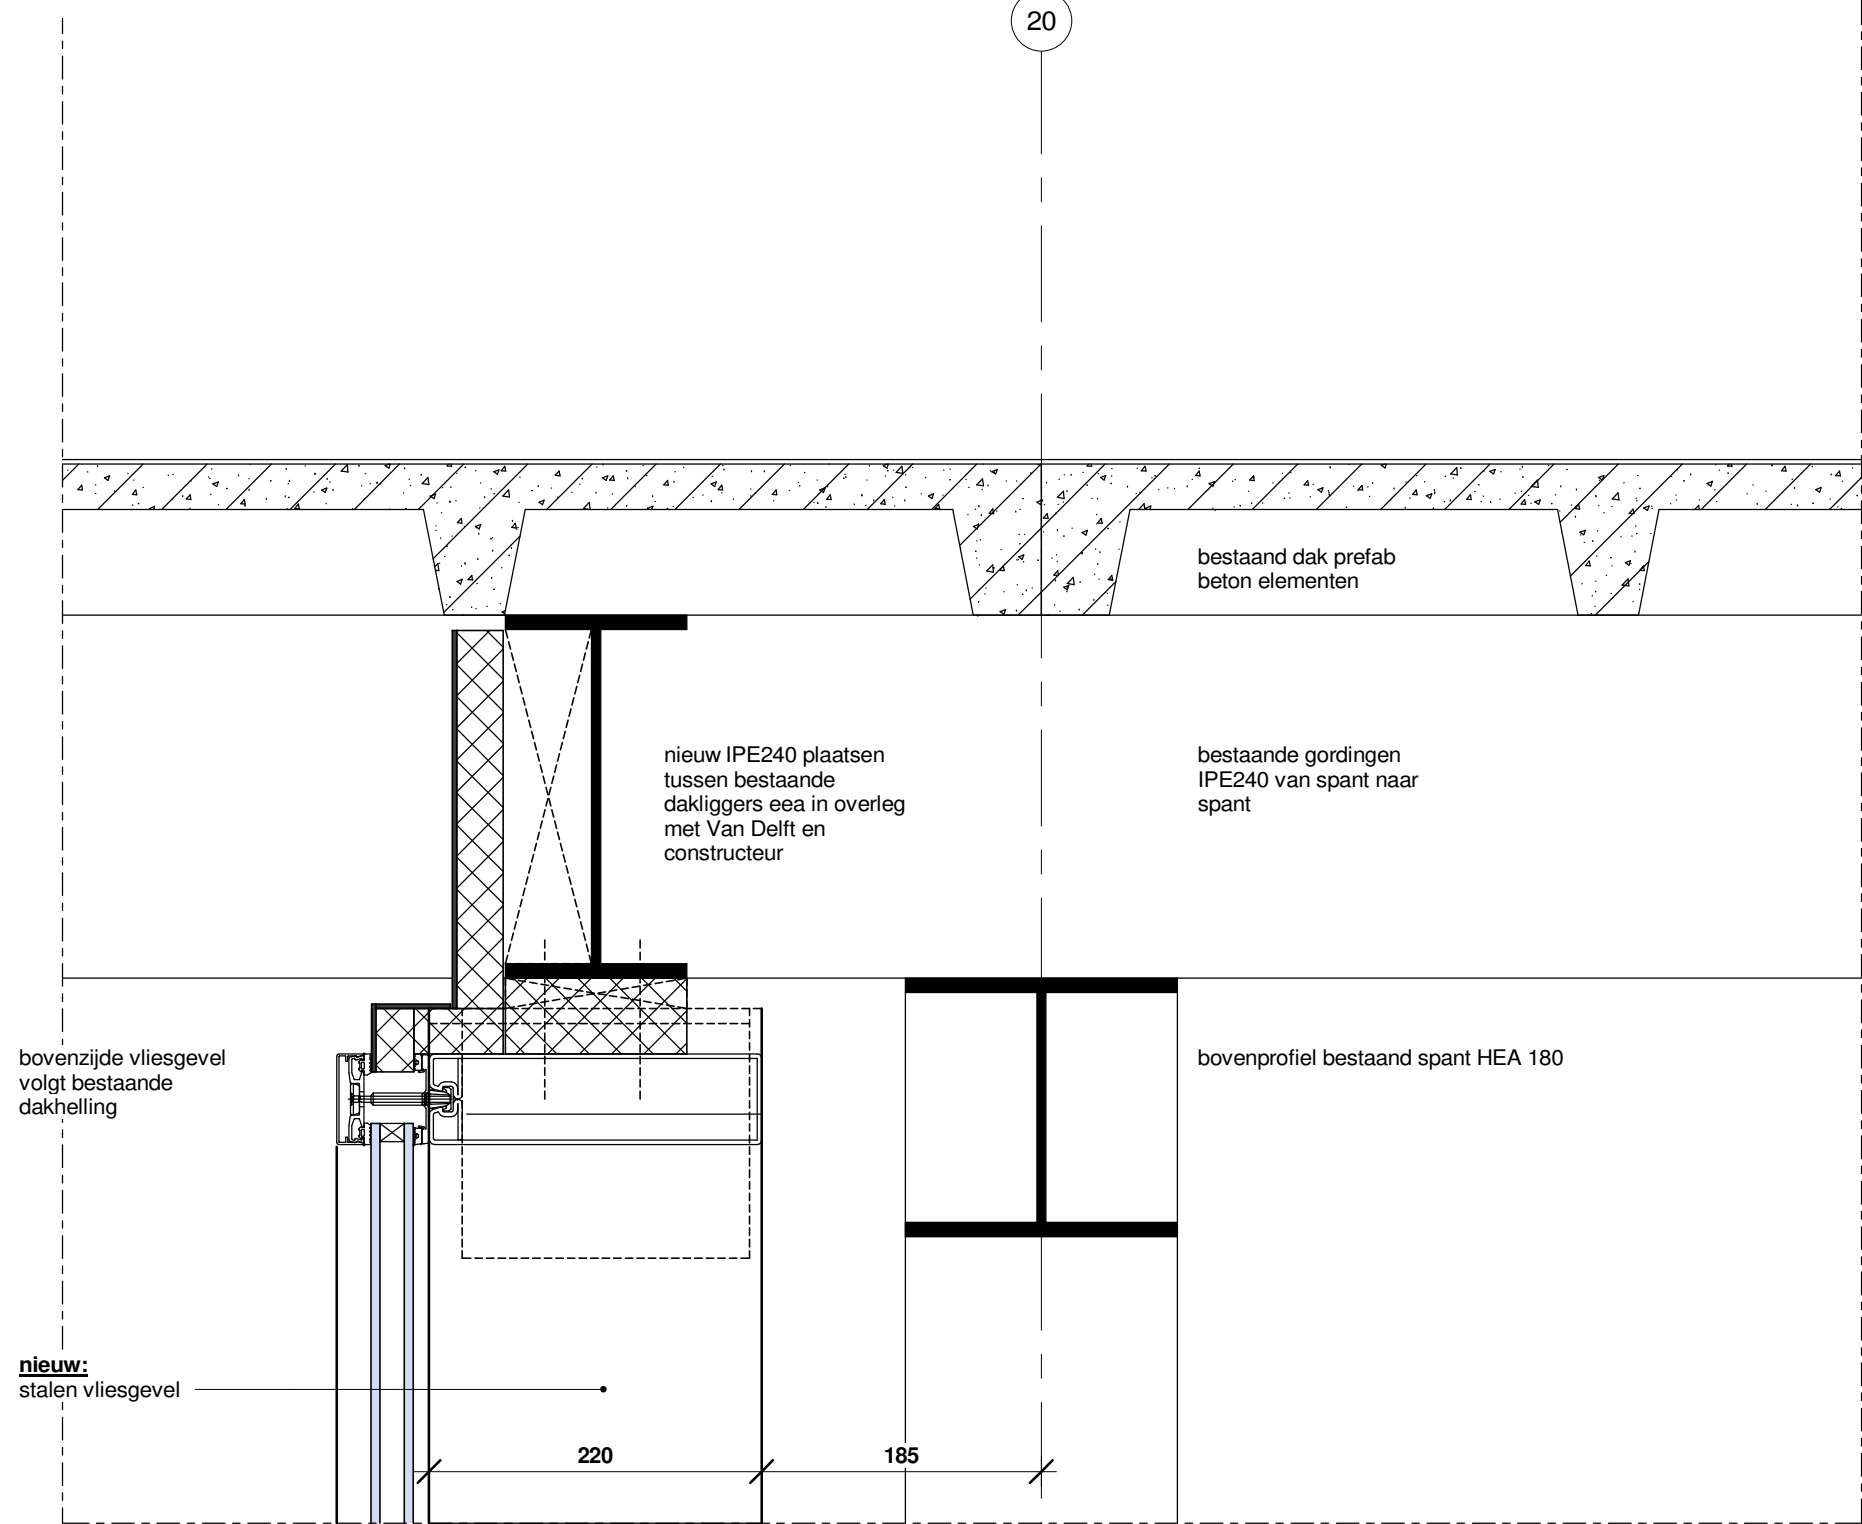 20
bestaand dak prefab
beton elementen
nieuw IPE240 plaatsen
tussen bestaande
dakliggers eea in overleg
met Van Delft en
constructeur
bestaande gordingen
IPE240 van spant naar
spant
bovenzijde vliesgevel
volgt bestaande
dakhelling
bovenprofiel bestaand spant HEA 180
nieuw:
stalen vliesgevel
220
185